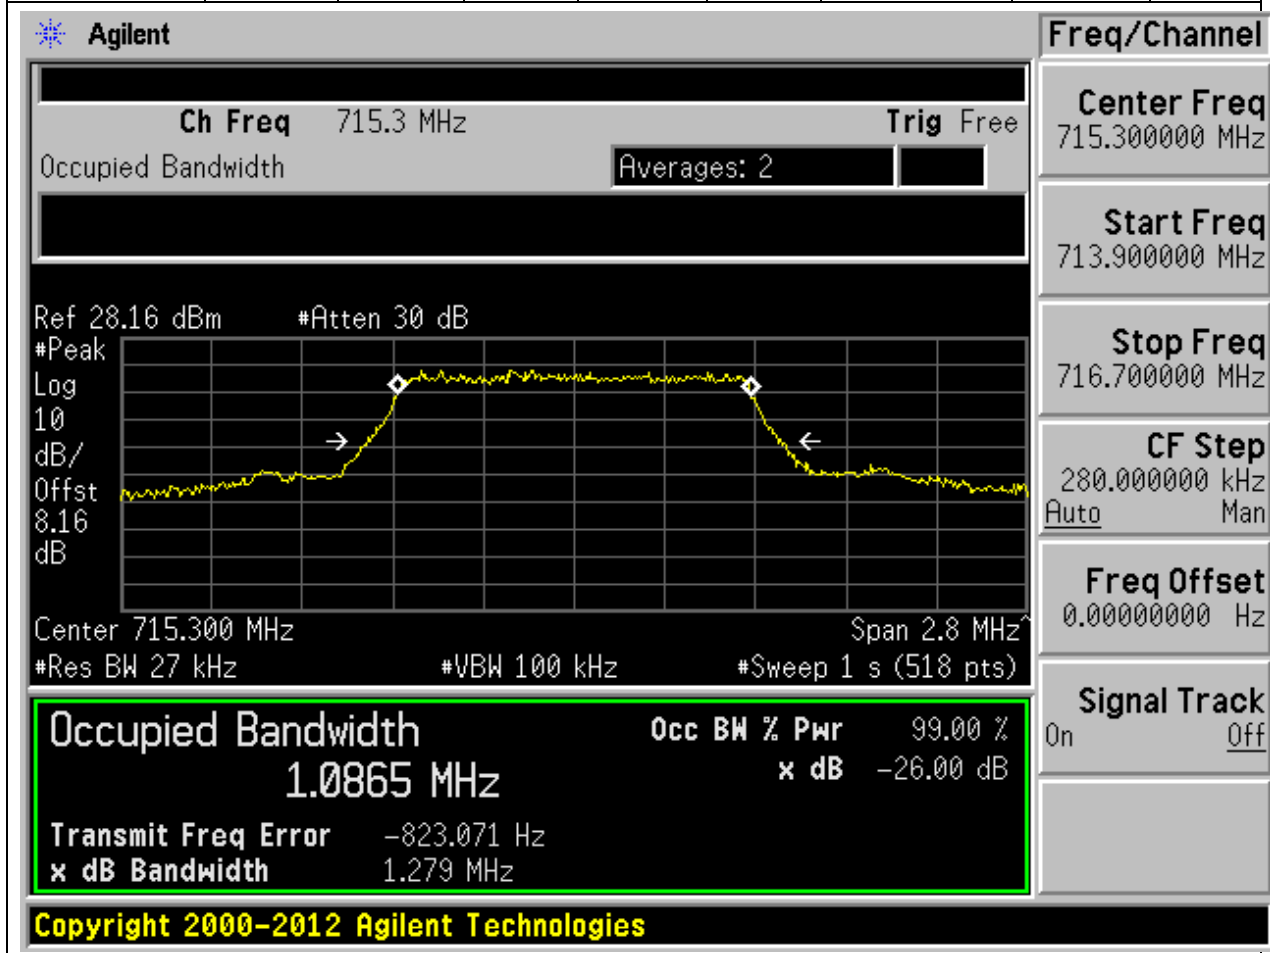 Agilent
Freq/Channel
Ch Freq 715.3 MHz Trig Free
Occupied Bandwidth Averages: 2
Ref 28.16 dBm #Atten 30 dB
#Peak
Log
10
dB/
Offst
8.16
dB
Center 715.300 MHz Span 2.8 MHz^
#Res BW 27 kHz #VBW 100 kHz #Sweep 1 s (518 pts)
Occupied Bandwidth
1.0865 MHz
Occ BW % Pwr 99.00 %
x dB -26.00 dB
Transmit Freq Error -823.071 Hz
x dB Bandwidth 1.279 MHz
Center Freq
715.300000 MHz
Start Freq
713.900000 MHz
Stop Freq
716.700000 MHz
CF Step
280.000000 kHz
Auto Man
Freq Offset
0.00000000 Hz
Signal Track
On Off
Copyright 2000-2012 Agilent Technologies